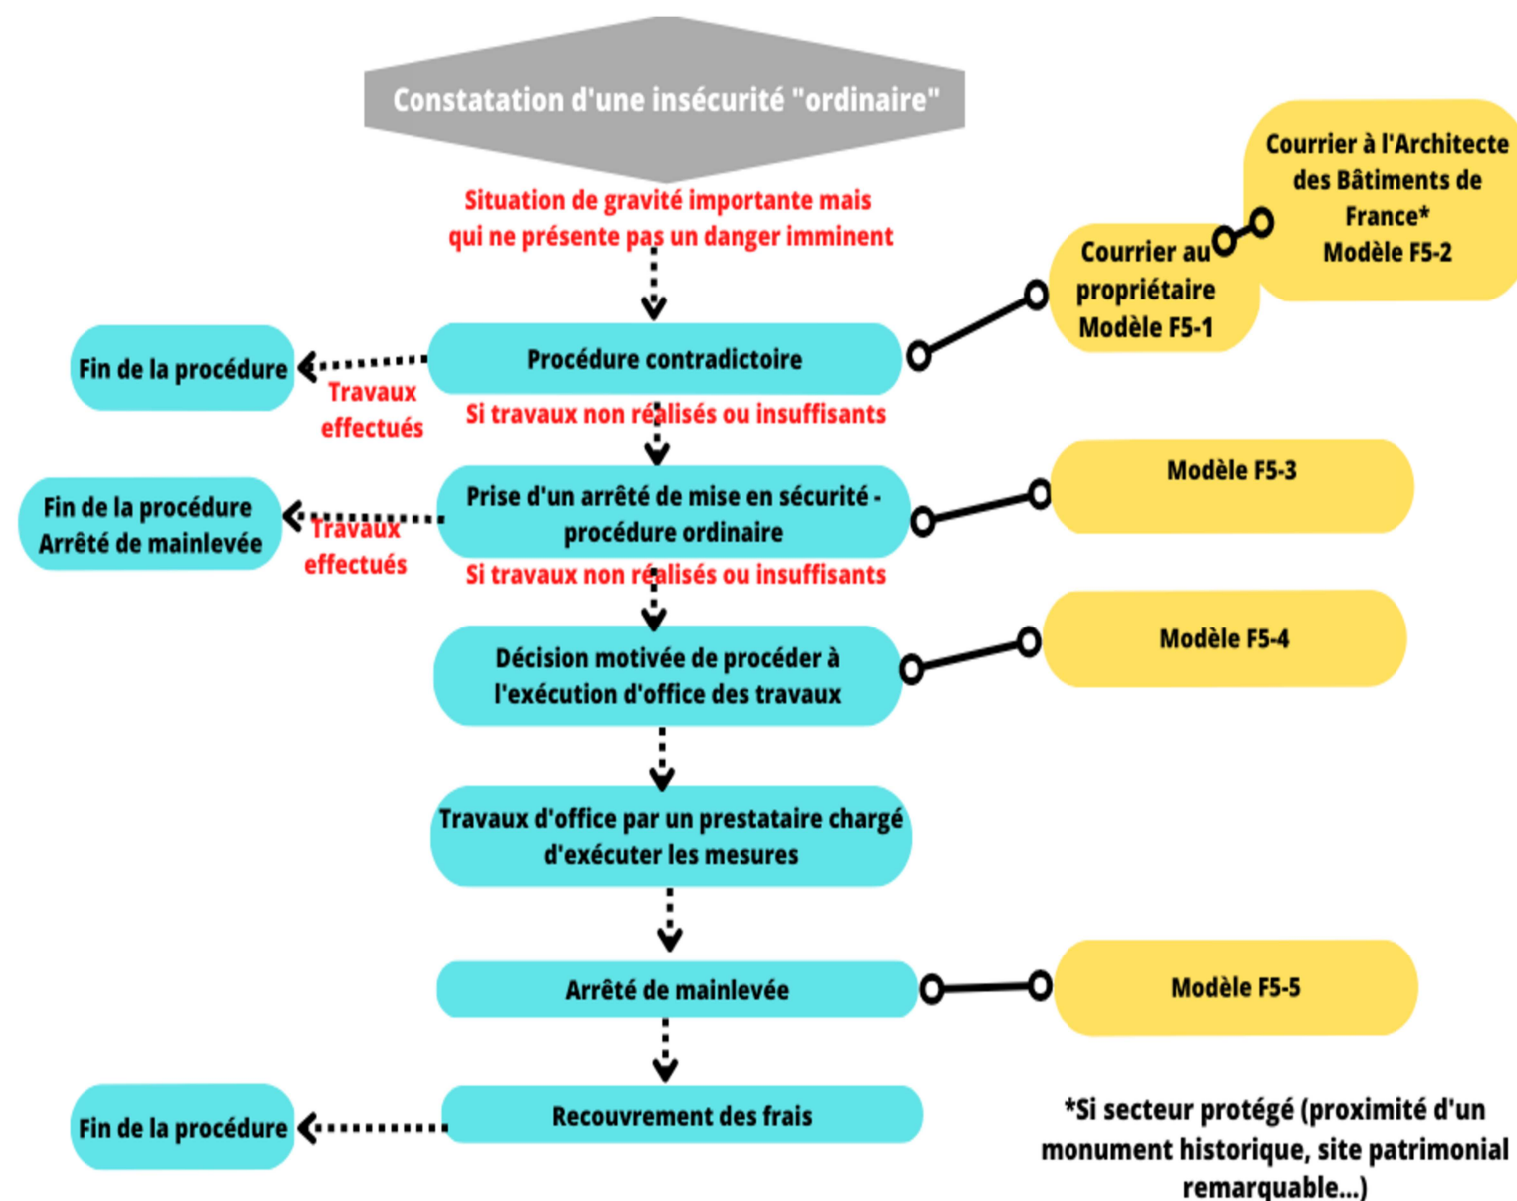 Constatation d'une insécurité "ordinaire"
Situation de gravité importante mais
qui ne présente pas un danger imminent
Courrier à l'Architecte
des Bâtiments de
France*
Modèle F5-2
Courrier au
propriétaire
Modèle F5-1
Procédure contradictoire
Fin de la procédure
Travaux
effectués
Si travaux non réalisés ou insuffisants
Prise d'un arrêté de mise en sécurité -
procédure ordinaire
Modèle F5-3
Fin de la procédure
Arrêté de mainlevée
Travaux
effectués
Si travaux non réalisés ou insuffisants
Décision motivée de procéder à
l'exécution d'office des travaux
Modèle F5-4
Travaux d'office par un prestataire chargé
d'exécuter les mesures
Arrêté de mainlevée
Modèle F5-5
Recouvrement des frais
Fin de la procédure
*Si secteur protégé (proximité d'un
monument historique, site patrimonial
remarquable...)